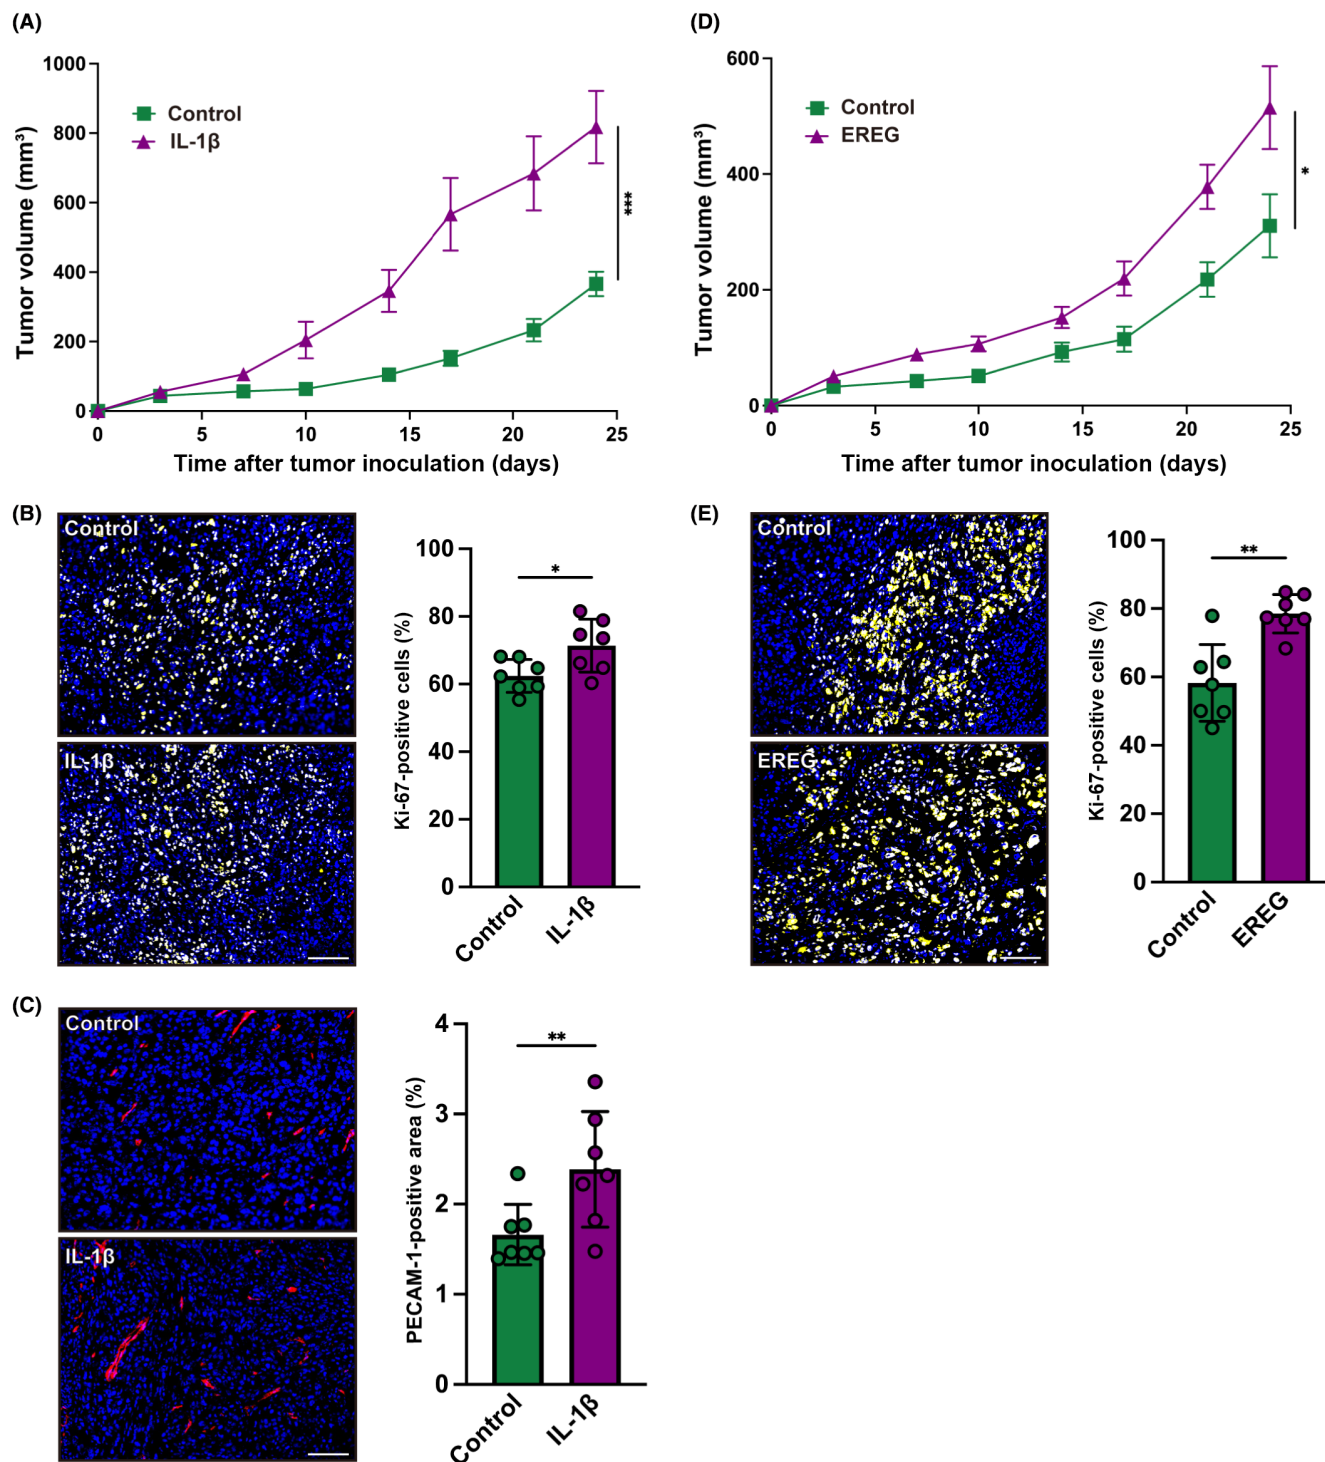 (A)
1000
800
600
400
200
0
Tumor volume (mm³)
Control
IL-1β
***
0 5 10 15 20 25
Time after tumor inoculation (days)
(D)
600
400
200
0
Tumor volume (mm³)
Control
EREG
*
0 5 10 15 20 25
Time after tumor inoculation (days)
(B)
Control
IL-1β
100
80
60
40
20
0
Ki-67-positive cells (%)
*
Control
IL-1β
(E)
Control
EREG
100
80
60
40
20
0
Ki-67-positive cells (%)
**
Control
EREG
(C)
Control
IL-1β
4
3
2
1
0
PECAM-1-positive area (%)
**
Control
IL-1β